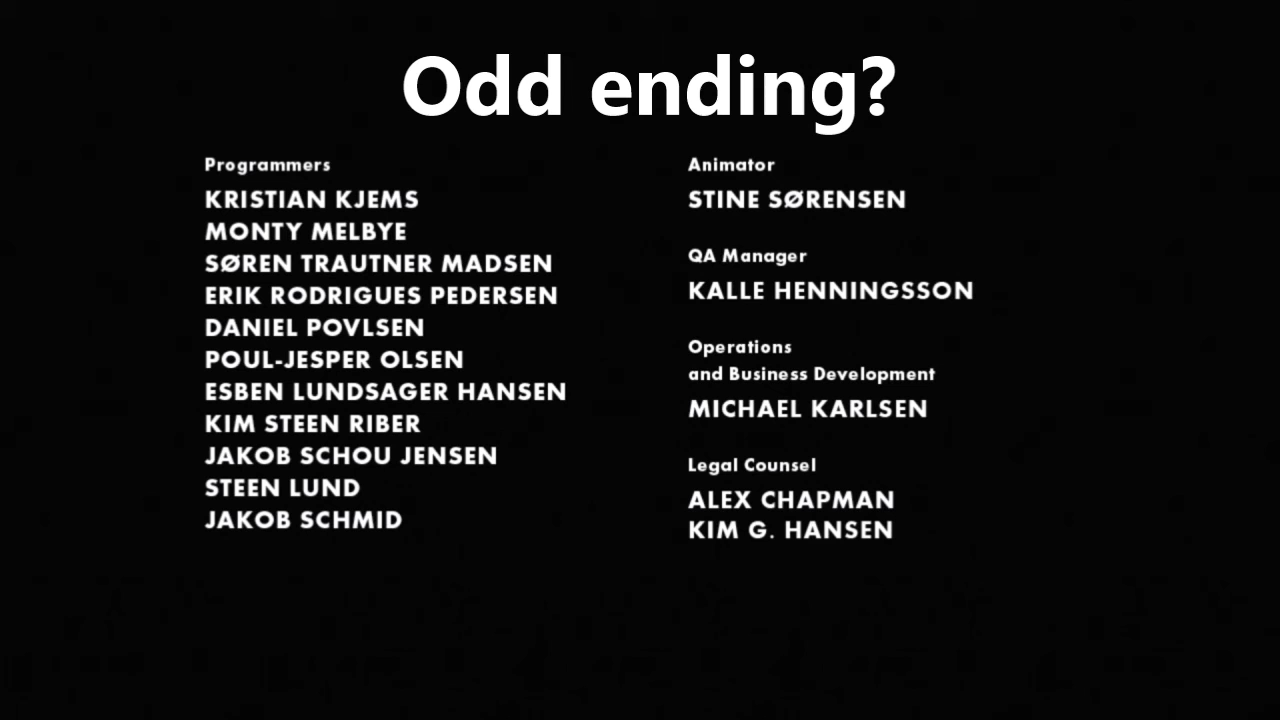 Odd ending?
Programmers
KRISTIAN KJEMS
MONTY MELBYE
SØREN TRAUTNER MADSEN
ERIK RODRIGUES PEDERSEN
DANIEL POVLSEN
POUL-JESPER OLSEN
ESBEN LUNDSAGER HANSEN
KIM STEEN RIBER
JAKOB SCHOU JENSEN
STEEN LUND
JAKOB SCHMID
Animator
STINE SØRENSEN
QA Manager
KALLE HENNINGSSON
Operations
and Business Development
MICHAEL KARLSEN
Legal Counsel
ALEX CHAPMAN
KIM G. HANSEN